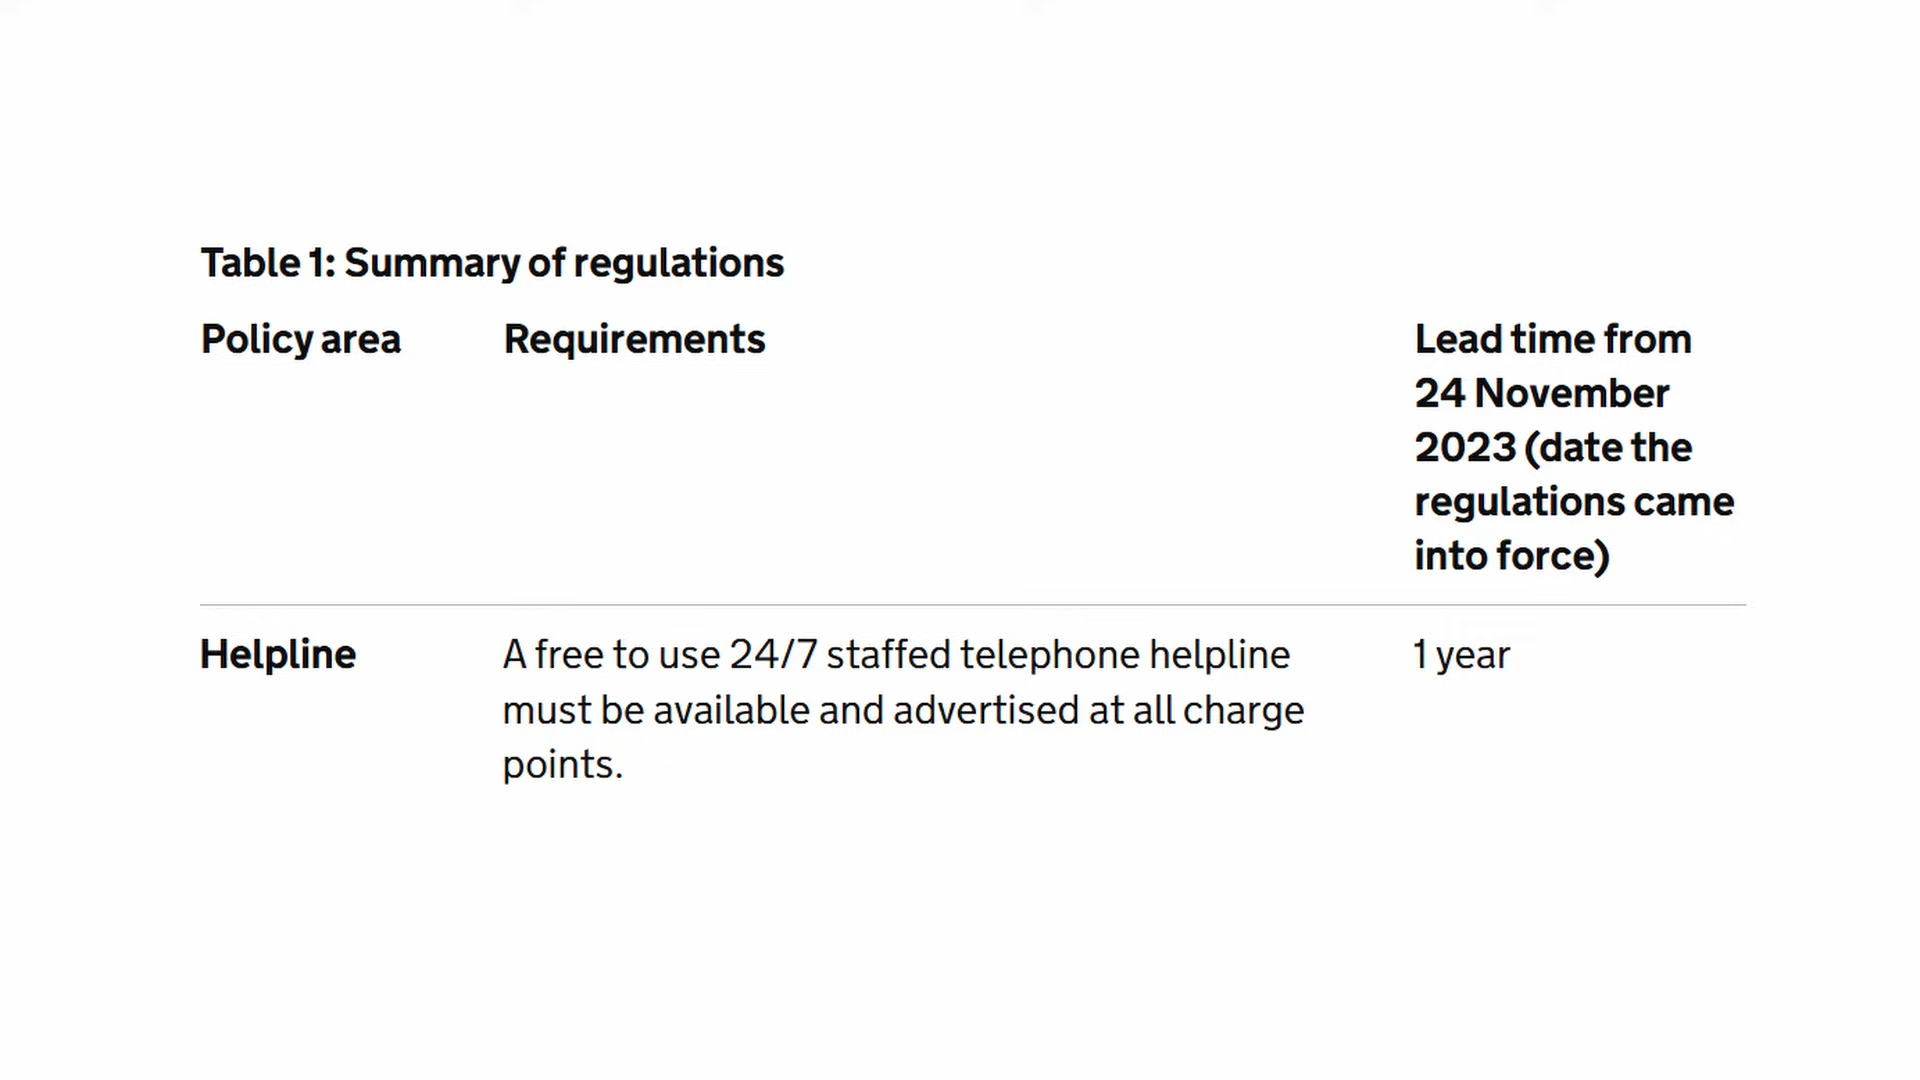 Table 1: Summary of regulations
Policy area
Requirements
Lead time from
24 November
2023 (date the
regulations came
into force)
Helpline
A free to use 24/7 staffed telephone helpline
must be available and advertised at all charge
points.
1 year